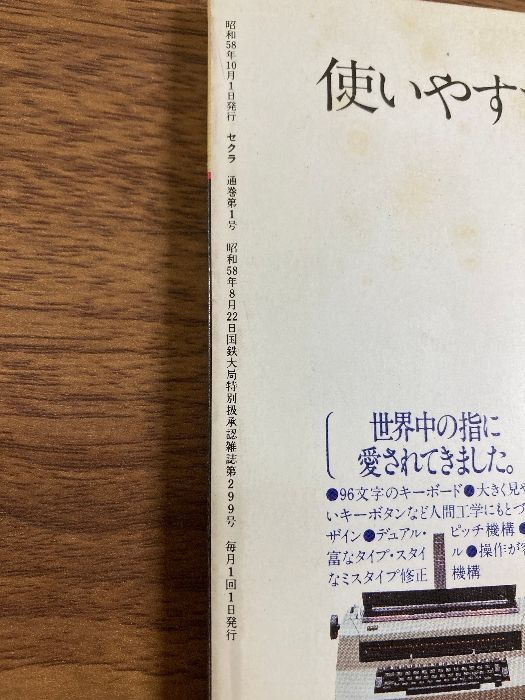 昭和58年10月1日発行 セクラ 通巻第1号 昭和58年8月22日国鉄大局特別扱承認雑誌第299号 毎月1回1日発行
使いやす
世界中の指に
愛されてきました。
●96文字のキーボード●大きく見や
いキーボタンなど人間工学にもとづ
ザイン●デュアル・ピッチ機構●
富なタイプ・スタイル●操作が
なミスタイプ修正機構